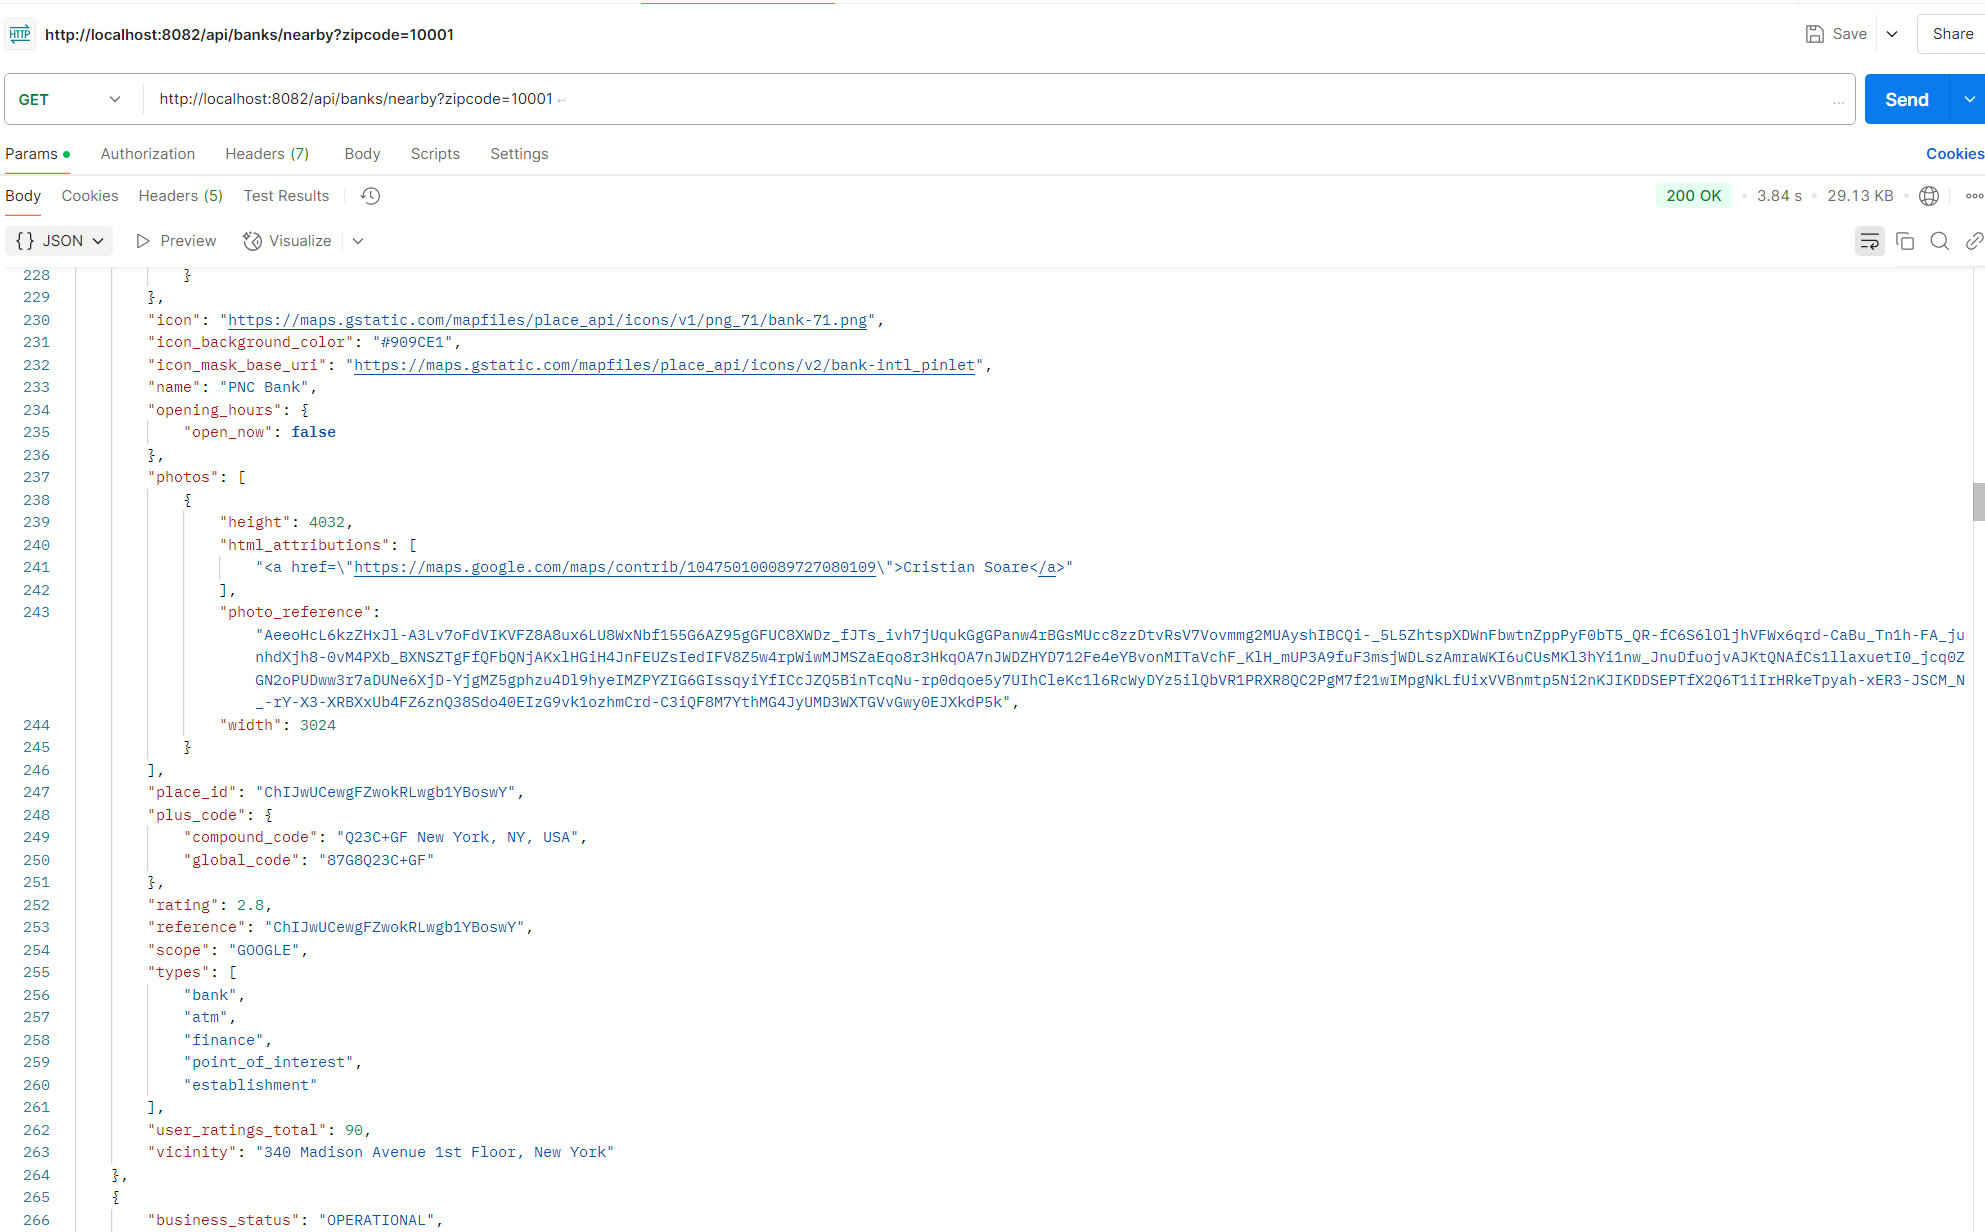 HTTP http://localhost:8082/api/banks/nearby?zipcode=10001 Save Share
GET http://localhost:8082/api/banks/nearby?zipcode=10001 ... Send
Params Authorization Headers (7) Body Scripts Settings Cookies
Body Cookies Headers (5) Test Results 200 OK 3.84 s 29.13 KB
{} JSON Preview Visualize
228 }
229 },
230 "icon": "https://maps.gstatic.com/mapfiles/place_api/icons/v1/png_71/bank-71.png",
231 "icon_background_color": "#909CE1",
232 "icon_mask_base_uri": "https://maps.gstatic.com/mapfiles/place_api/icons/v2/bank-intl_pinlet",
233 "name": "PNC Bank",
234 "opening_hours": {
235 "open_now": false
236 },
237 "photos": [
238 {
239 "height": 4032,
240 "html_attributions": [
241 "<a href=\"https://maps.google.com/maps/contrib/104750100089727080109\">Cristian Soare</a>"
242 ],
243 "photo_reference":
"AeeoHcL6kzZHxJl-A3Lv7oFdVIKVFZ8A8ux6LU8WxNbf155G6AZ95gGFUC8XWDz_fJTs_ivh7jUqukGgGPanw4rBGsMUcc8zzDtvRsV7Vovmmg2MUAyshIBCQi-_5L5ZhtspXDWnFbwtnZppPyF0bT5_QR-fC6S6lOljhVFWx6qrd-CaBu_Tn1h-FA_ju
nhdXjh8-0vM4PXb_BXNSZTgFfQFbQNjAKxlHGiH4JnFEUZsIedIFV8Z5w4rpWiwMJMSZaEqo8r3HkqOA7nJWDZHYD712Fe4eYBvonMITaVchF_KlH_mUP3A9fuF3msjWDLszAmraWKI6uCUsMKl3hYi1nw_JnuDfuojvAJKtQNAfCs1llaxuetI0_jcq0Z
GN2oPUDww3r7aDUNe6XjD-YjgMZ5gphzu4Dl9hyeIMZPYZIG6GIssqyiYfICcJZQ5BinTcqNu-rp0dqoe5y7UIhCleKc1l6RcWyDYz5ilQbVR1PRXR8QC2PgM7f21wIMpgNkLfUixVVBnmtp5Ni2nKJIKDDSEPTfX2Q6T1iIrHRkeTpyah-xER3-JSCM_N
_-rY-X3-XRBXxUb4FZ6znQ38Sdo40EIzG9vk1ozhmCrd-C3iQF8M7YthMG4JyUMD3WXTGVvGwy0EJXkdP5k",
244 "width": 3024
245 }
246 ],
247 "place_id": "ChIJwUCewgFZwokRLwgb1YBoswY",
248 "plus_code": {
249 "compound_code": "Q23C+GF New York, NY, USA",
250 "global_code": "87G8Q23C+GF"
251 },
252 "rating": 2.8,
253 "reference": "ChIJwUCewgFZwokRLwgb1YBoswY",
254 "scope": "GOOGLE",
255 "types": [
256 "bank",
257 "atm",
258 "finance",
259 "point_of_interest",
260 "establishment"
261 ],
262 "user_ratings_total": 90,
263 "vicinity": "340 Madison Avenue 1st Floor, New York"
264 },
265 {
266 "business_status": "OPERATIONAL",